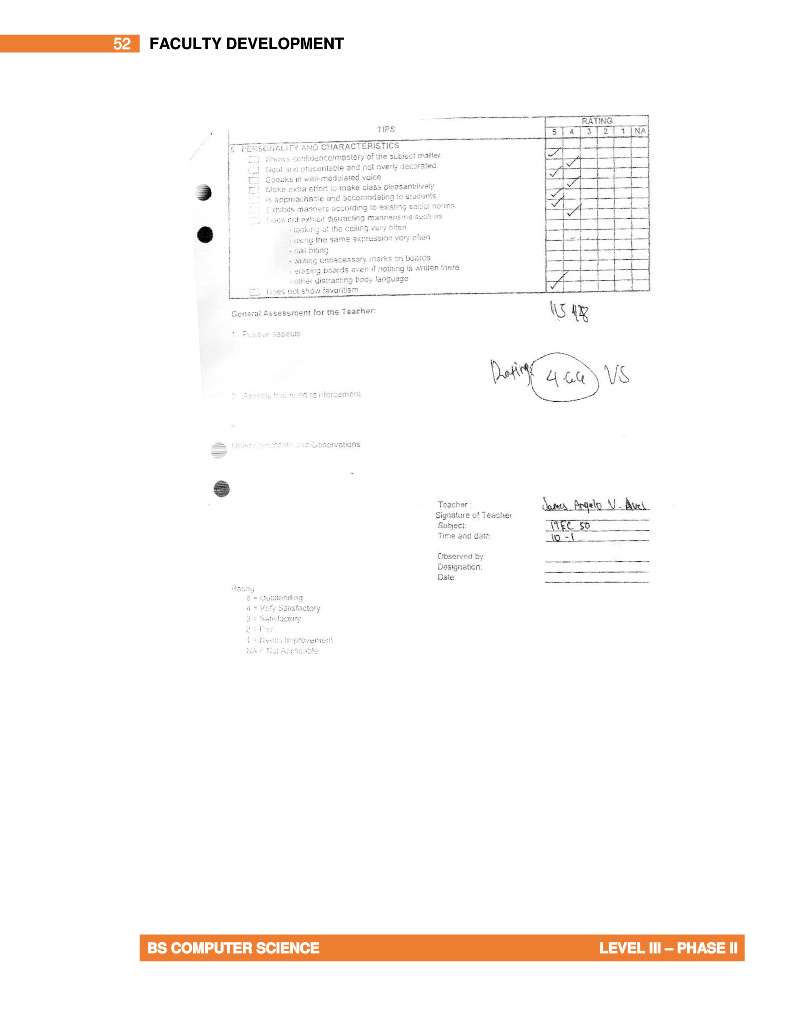 52 FACULTY DEVELOPMENT
TIPS
RATING
5 4 3 2 1 NA
5. PERSONALITY AND CHARACTERISTICS
Shows confidence/mastery of the subject matter
Neat and presentable and not overly decorated
Speaks in well-modulated voice
Make extra effort to make class pleasant/lively
Is approachable and accomodating to students
Exhibits manners according to existing social norms
Does not exhibit distracting mannerisms such as
- looking at the ceiling very often
- using the same expression very often
- nail biting
- writing unnecessary marks on boards
- erasing boards even if nothing is written there
- other distracting body language
Does not show favoritism
General Assessment for the Teacher:
1. Positive aspects
Rating: 4.66 VS
2. Aspects that need reinforcement
Other Comments and Observations
Teacher James Angelo V.
Signature of Teacher
Subject: ITEC 50
Time and date: 10 - 1
Observed by
Designation:
Date
Rating
5 = Outstanding
4 = Very Satisfactory
3 = Satisfactory
2 = Fair
1 = Needs Improvement
NA = Not Applicable
BS COMPUTER SCIENCE LEVEL III – PHASE II